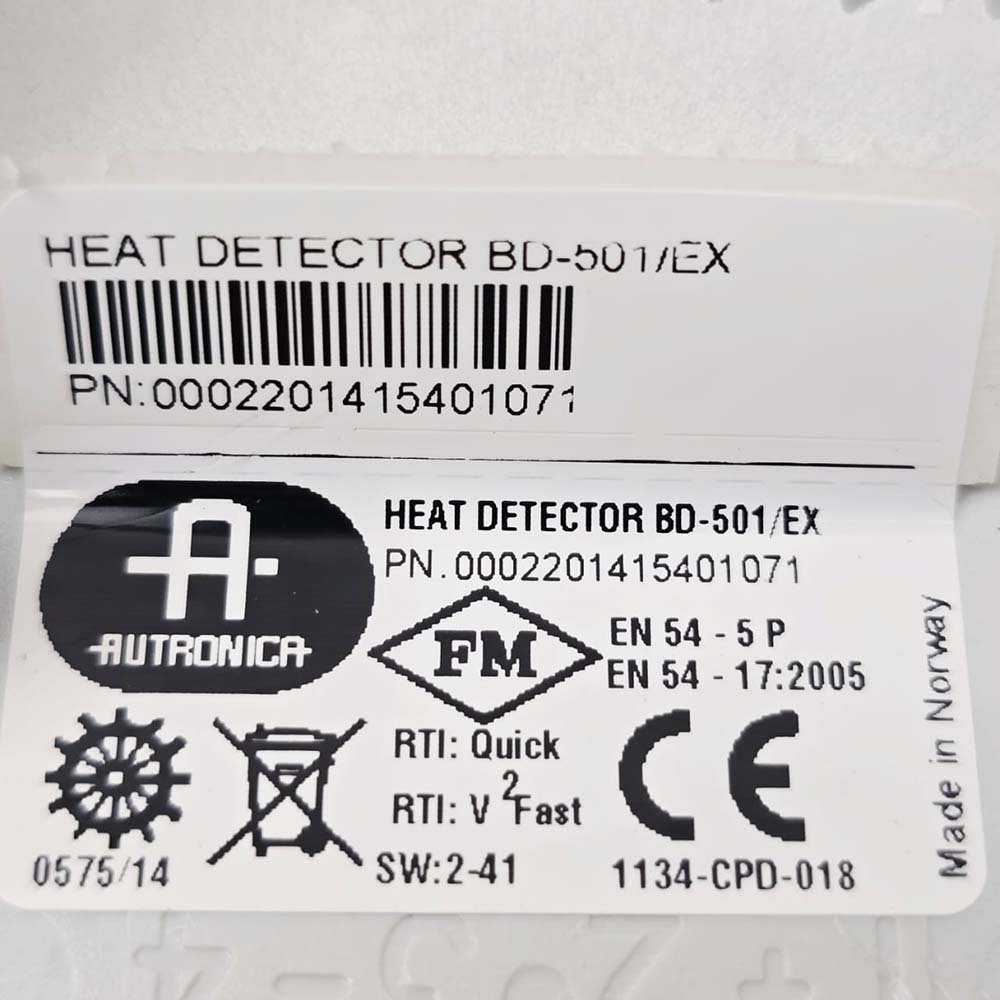 HEAT DETECTOR BD-501/EX
PN:0002201415401071
HEAT DETECTOR BD-501/EX
PN.0002201415401071
AUTRONICA
FM
EN 54 - 5 P
EN 54 - 17:2005
RTI: Quick
RTI: V ²Fast
CE
0575/14
SW:2-41
1134-CPD-018
Made in Norway